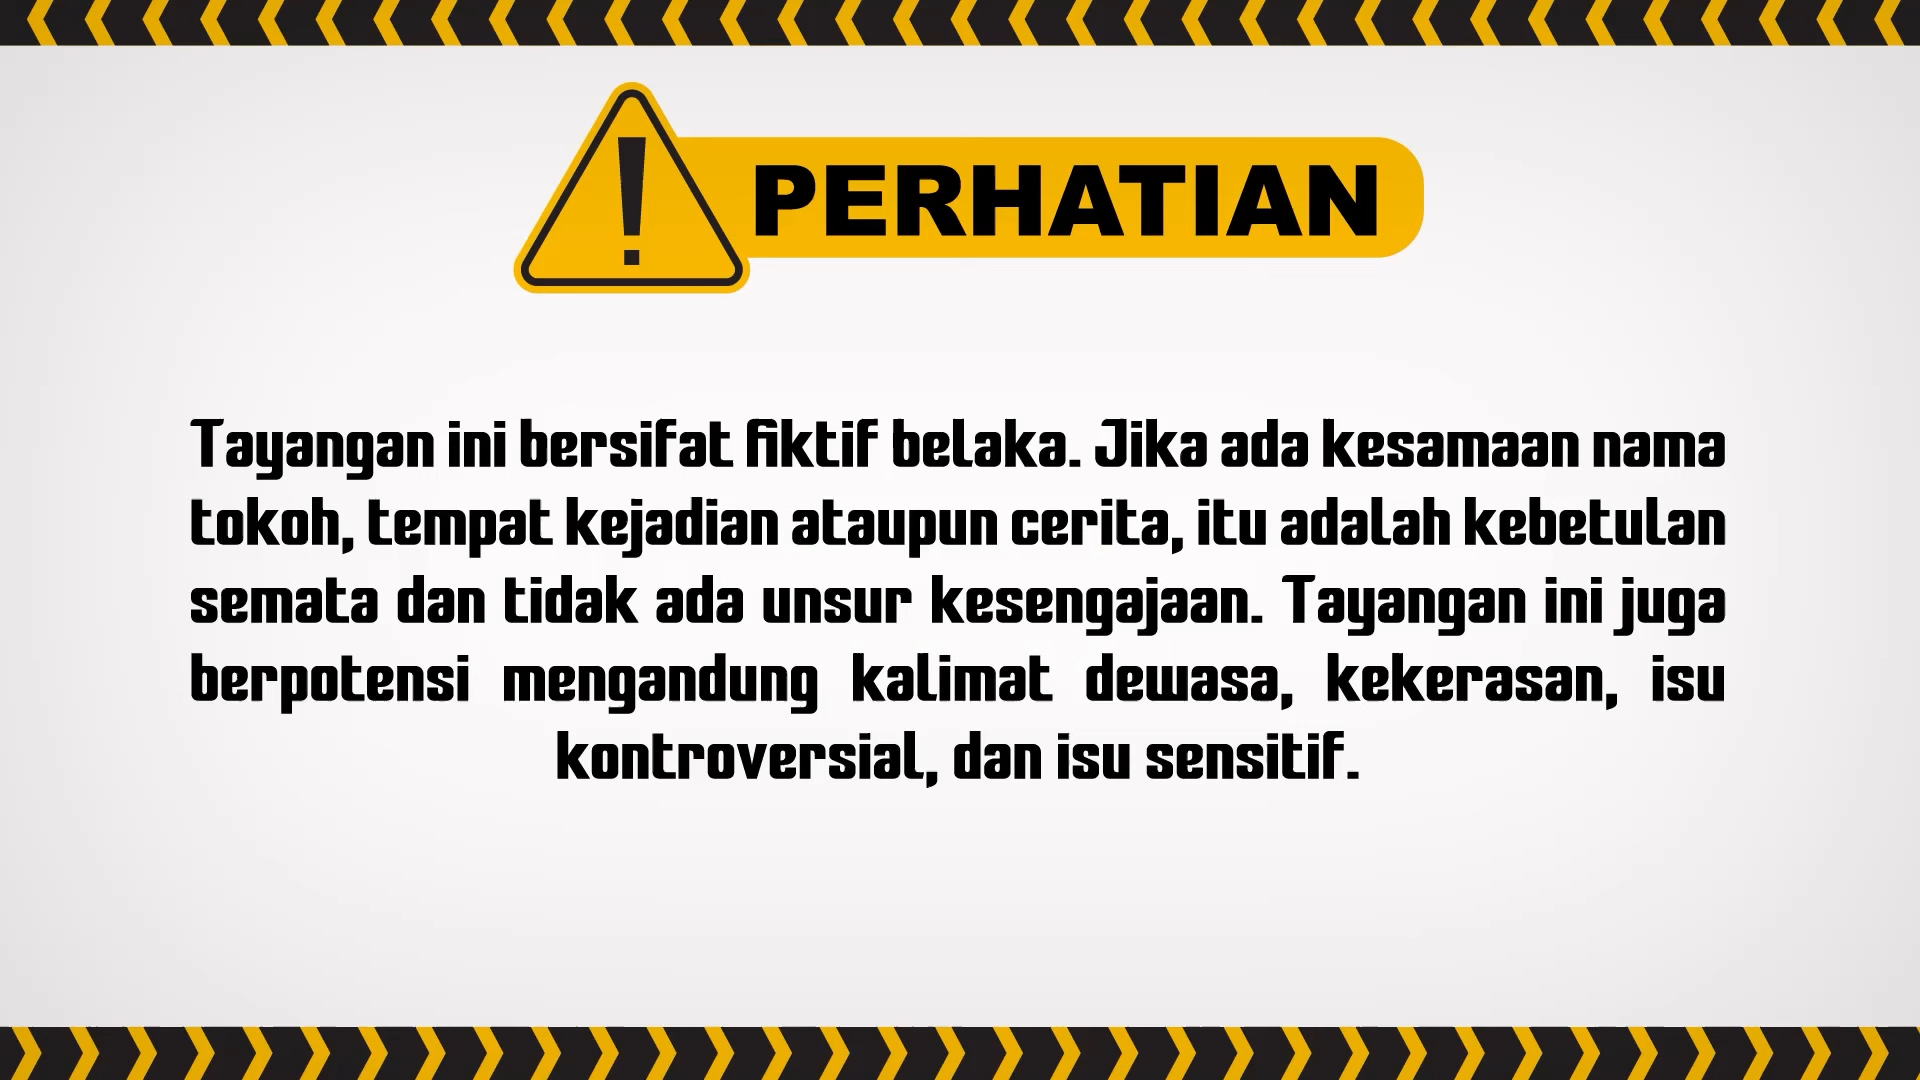 !
PERHATIAN
Tayangan ini bersifat fiktif belaka. Jika ada kesamaan nama
tokoh, tempat kejadian ataupun cerita, itu adalah kebetulan
semata dan tidak ada unsur kesengajaan. Tayangan ini juga
berpotensi mengandung kalimat dewasa, kekerasan, isu
kontroversial, dan isu sensitif.